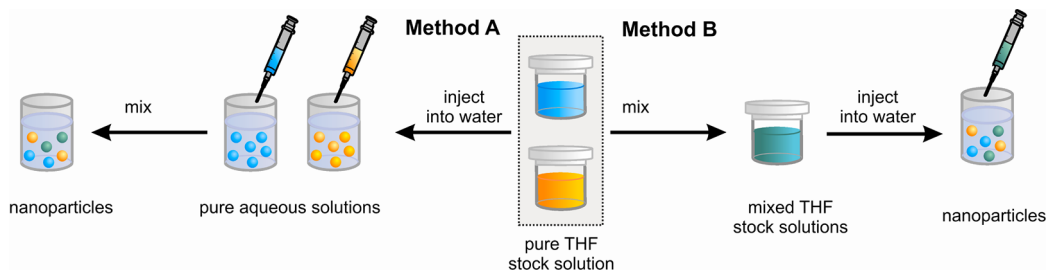 Method A
Method B
mix
inject
into water
mix
inject
into water
nanoparticles
pure aqueous solutions
pure THF
stock solution
mixed THF
stock solutions
nanoparticles